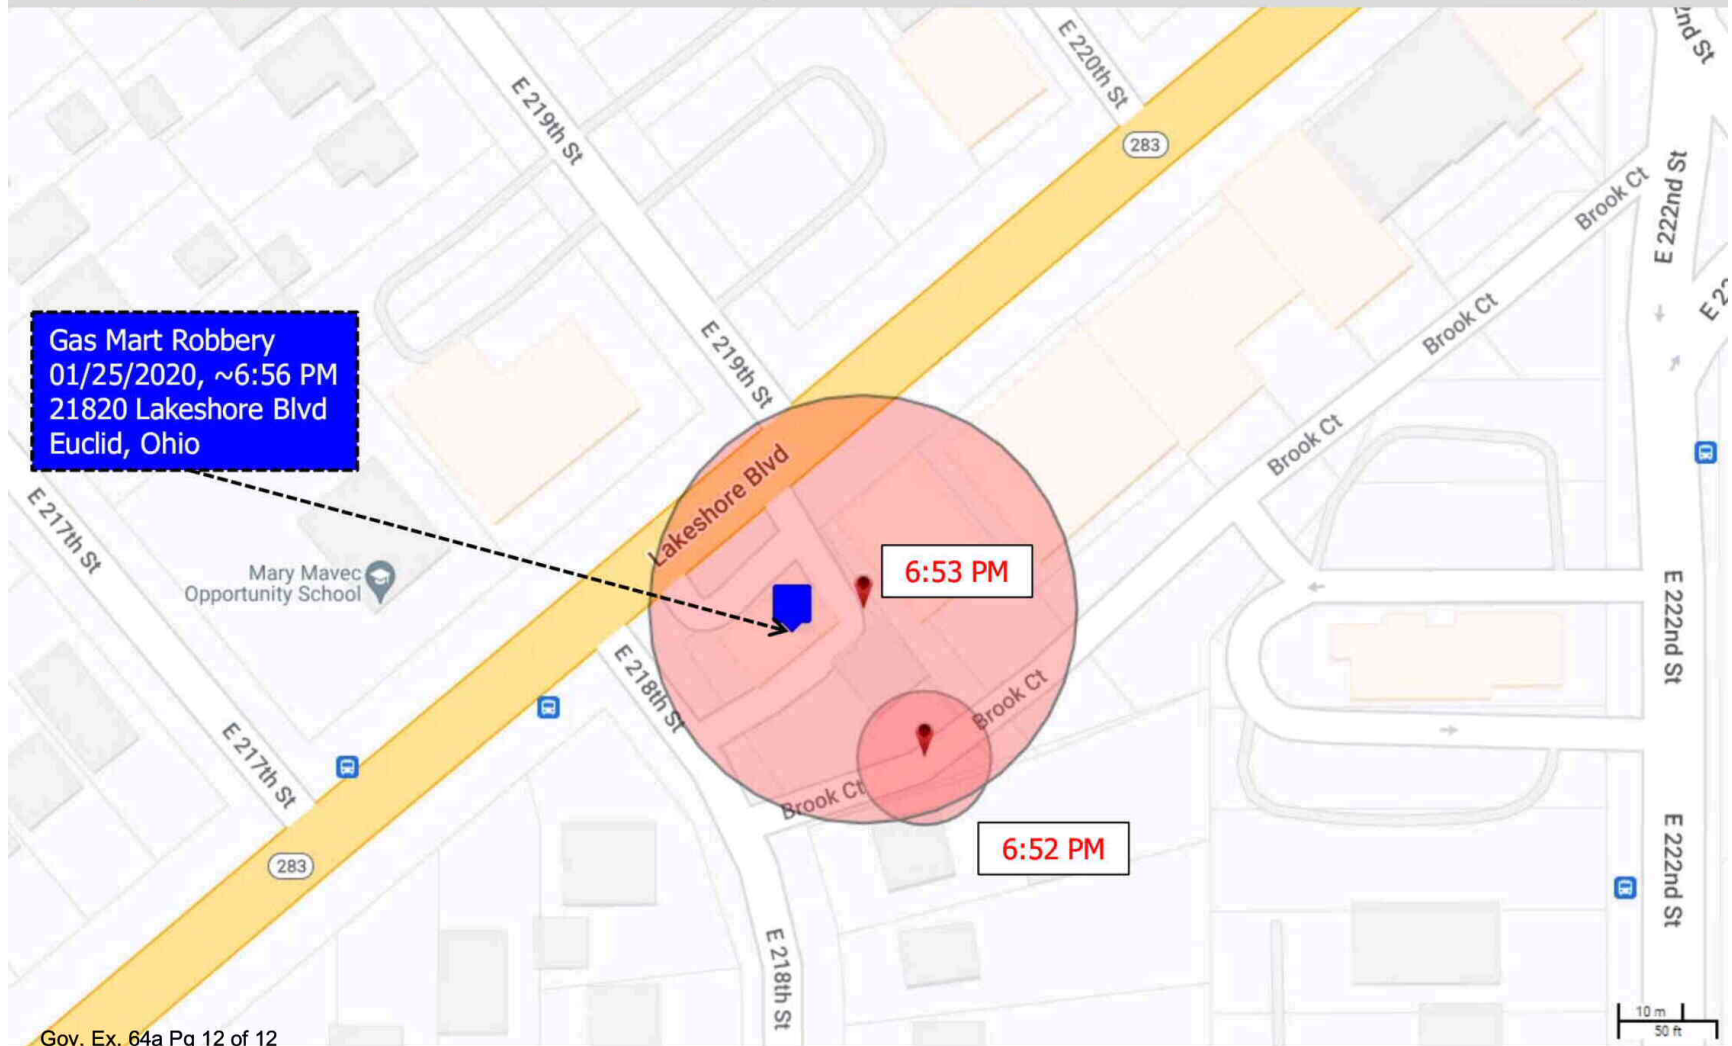 2nd St
E 220th St
E 219th St
283
Brook Ct
E 222nd St
E 22
Gas Mart Robbery
01/25/2020, ~6:56 PM
21820 Lakeshore Blvd
Euclid, Ohio
E 219th St
Brook Ct
Brook Ct
Lakeshore Blvd
E 217th St
Mary Mavec
Opportunity School
6:53 PM
E 222nd St
E 218th St
Brook Ct
E 217th St
Brook Ct
6:52 PM
283
E 222nd St
E 218th St
10 m
50 ft
Gov. Ex. 64a Pg 12 of 12